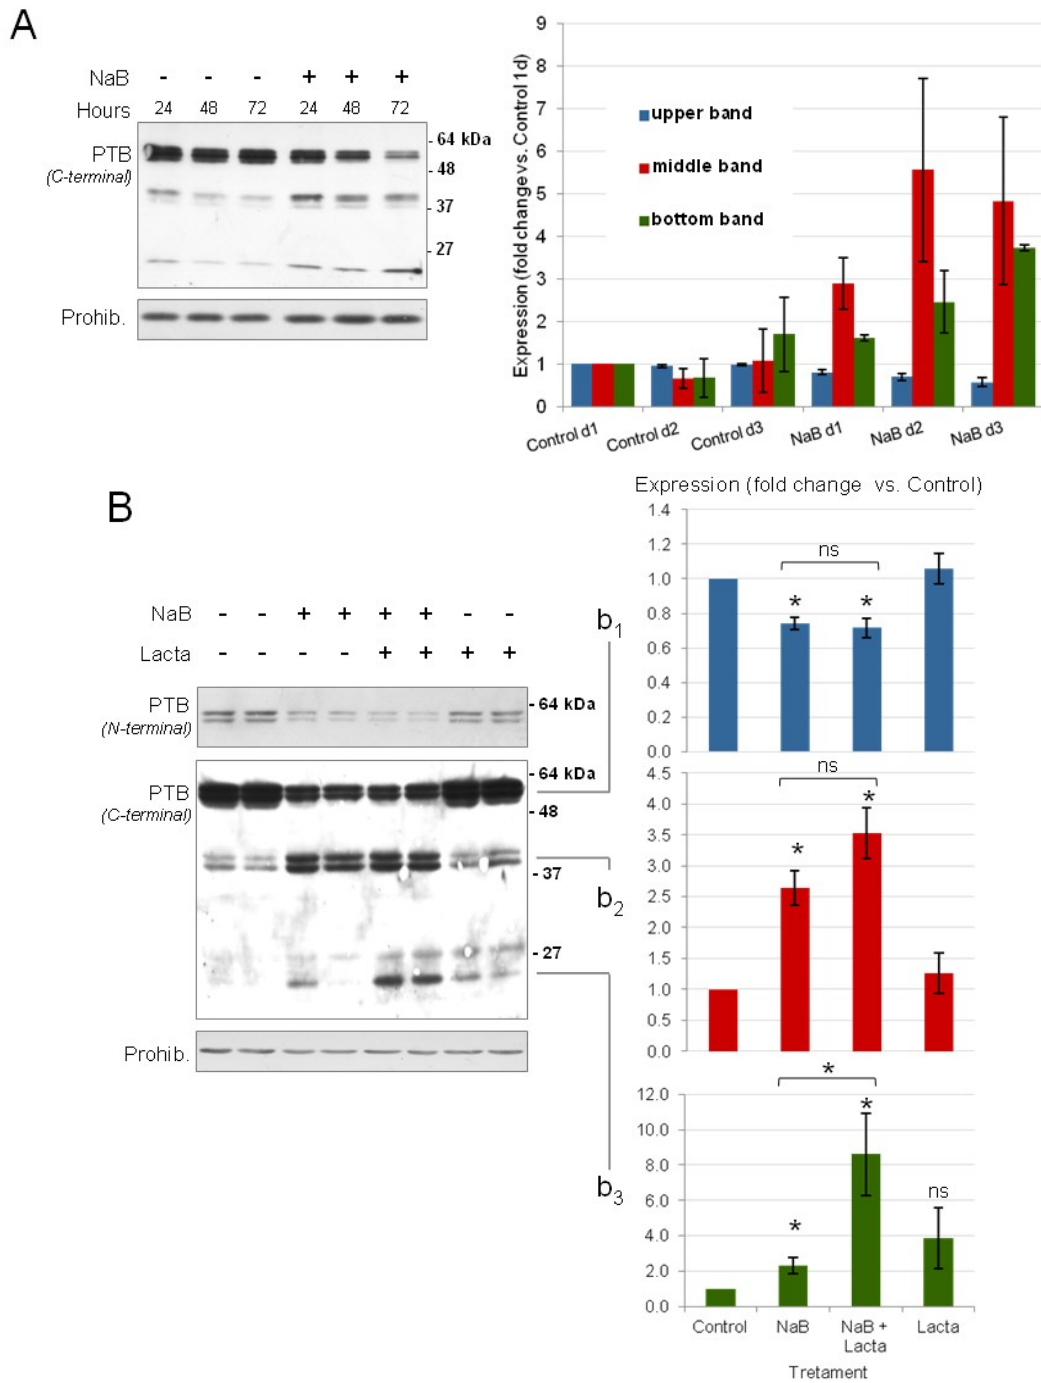 A
NaB - - - + + +
Hours 24 48 72 24 48 72
PTB
(C-terminal)
- 64 kDa
- 48
- 37
- 27
Prohib.
Expression (fold change vs. Control 1d)
9
8
7
6
5
4
3
2
1
0
upper band
middle band
bottom band
Control d1 Control d2 Control d3 NaB d1 NaB d2 NaB d3
B
NaB - - + + + + - -
Lacta - - - - + + + +
PTB
(N-terminal)
- 64 kDa
PTB
(C-terminal)
- 64 kDa
- 48
- 37
- 27
Prohib.
b1
b2
b3
Expression (fold change vs. Control)
1.4
1.2
1.0
0.8
0.6
0.4
0.2
0.0
ns
* *
4.5
4.0
3.5
3.0
2.5
2.0
1.5
1.0
0.5
0.0
ns
* *
12.0
10.0
8.0
6.0
4.0
2.0
0.0
*
* * ns
Control NaB NaB + Lacta Lacta
Tretament